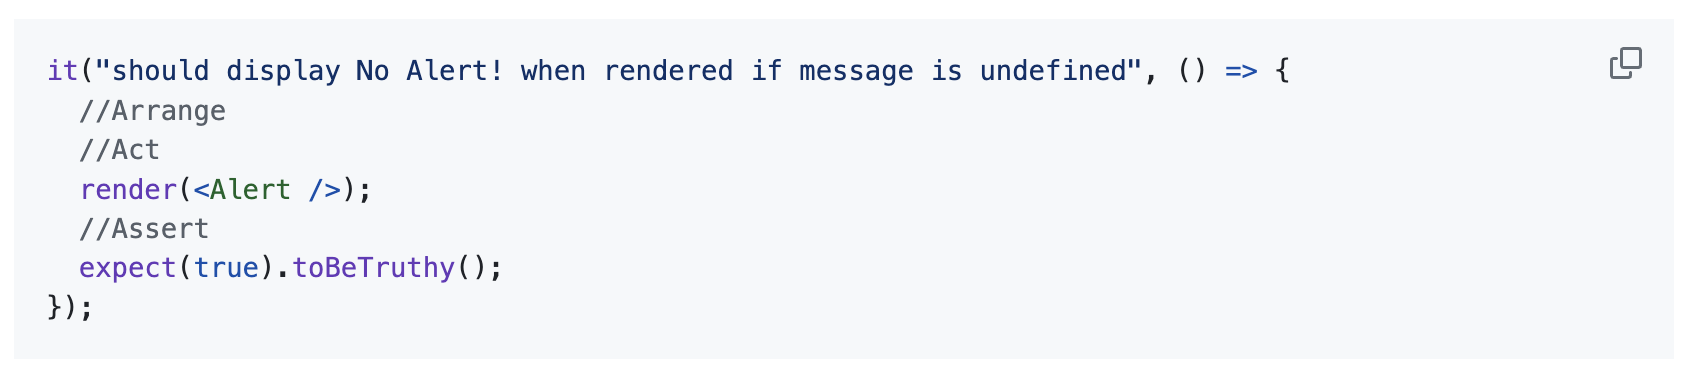 it("should display No Alert! when rendered if message is undefined", () => {
  //Arrange
  //Act
  render(<Alert />);
  //Assert
  expect(true).toBeTruthy();
});